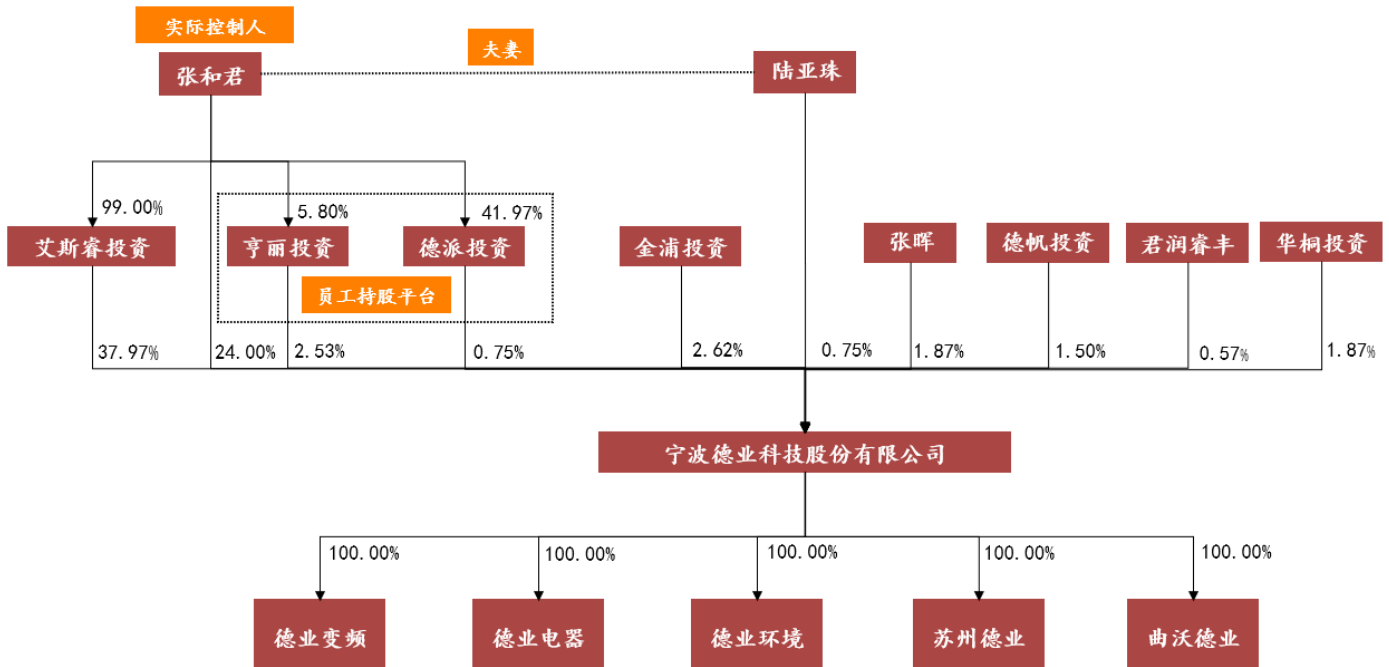 实际控制人
夫妻
张和君
陆亚珠
99.00%
5.80%
41.97%
艾斯睿投资
亨丽投资
德派投资
金浦投资
张晖
德帆投资
君润睿丰
华桐投资
员工持股平台
37.97%
24.00%
2.53%
0.75%
2.62%
0.75%
1.87%
1.50%
0.57%
1.87%
宁波德业科技股份有限公司
100.00%
100.00%
100.00%
100.00%
100.00%
德业变频
德业电器
德业环境
苏州德业
曲沃德业